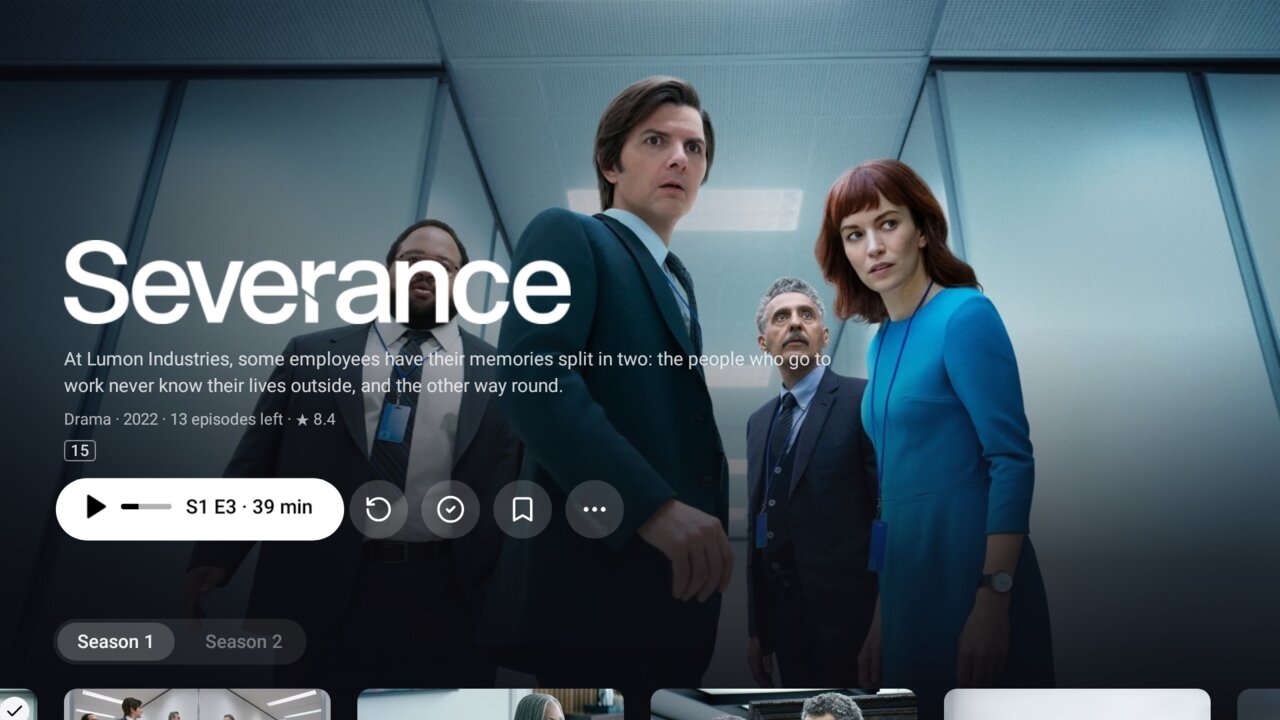 Severance
At Lumon Industries, some employees have their memories split in two: the people who go to
work never know their lives outside, and the other way round.
Drama · 2022 · 13 episodes left · ★ 8.4
15
S1 E3 · 39 min
Season 1
Season 2